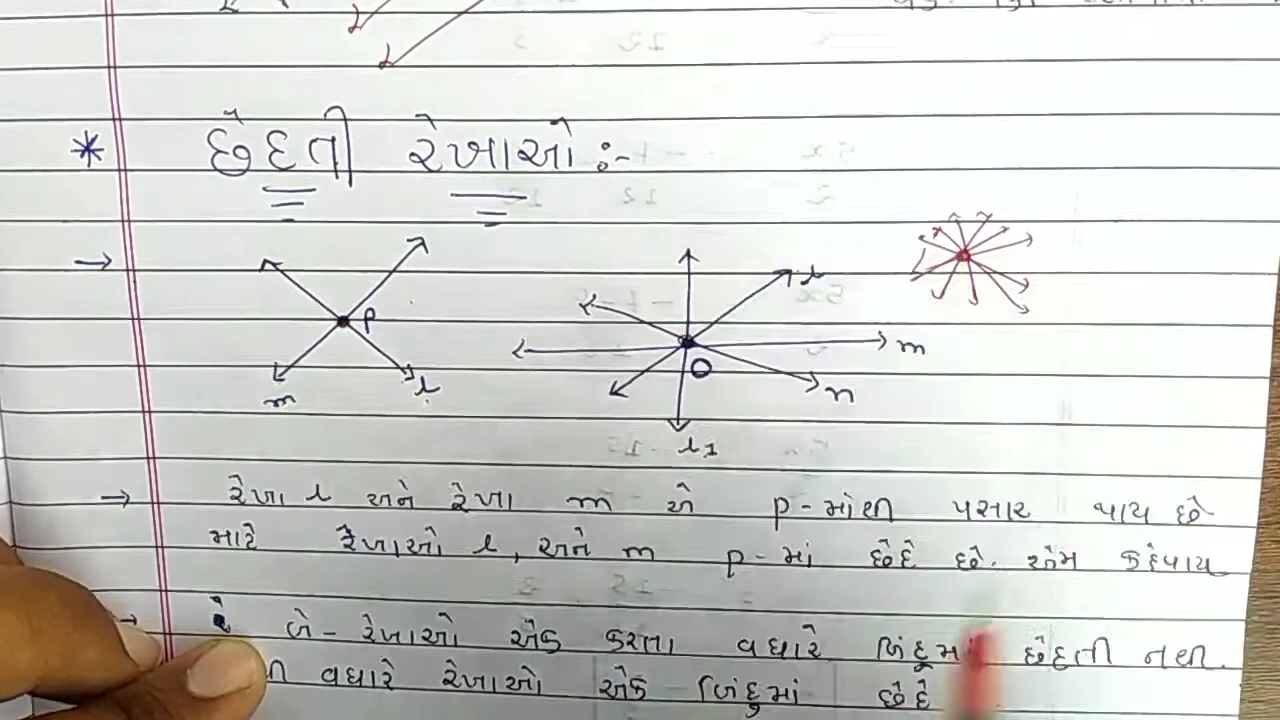 * છેદતી રેખાઓ :-
→ P l m
l m n O l1
→ રેખા l અને રેખા m એ P-માંથી પસાર થાય છે
માટે રેખાઓ l, અને m P-માં છેદે છે. એમ કહેવાય
→ બે- રેખાઓ એક કરતા વધારે બિંદુમાં છેદતી નથી.
વધારે રેખાઓ એક બિંદુમાં છેદે